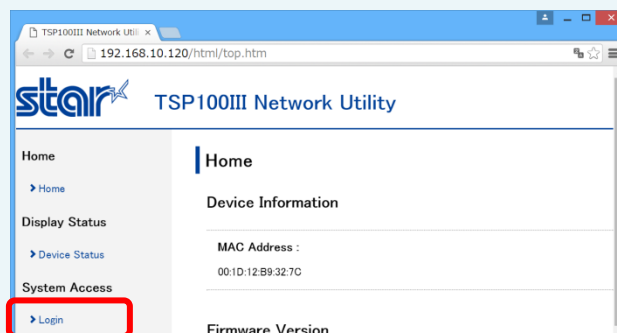 TSP100III Network Util
192.168.10.120/html/top.htm
star
TSP100III Network Utility
Home
Home
Display Status
Device Status
System Access
Login
Home
Device Information
MAC Address :
00:1D:12:B9:32:7C
Firmware Version